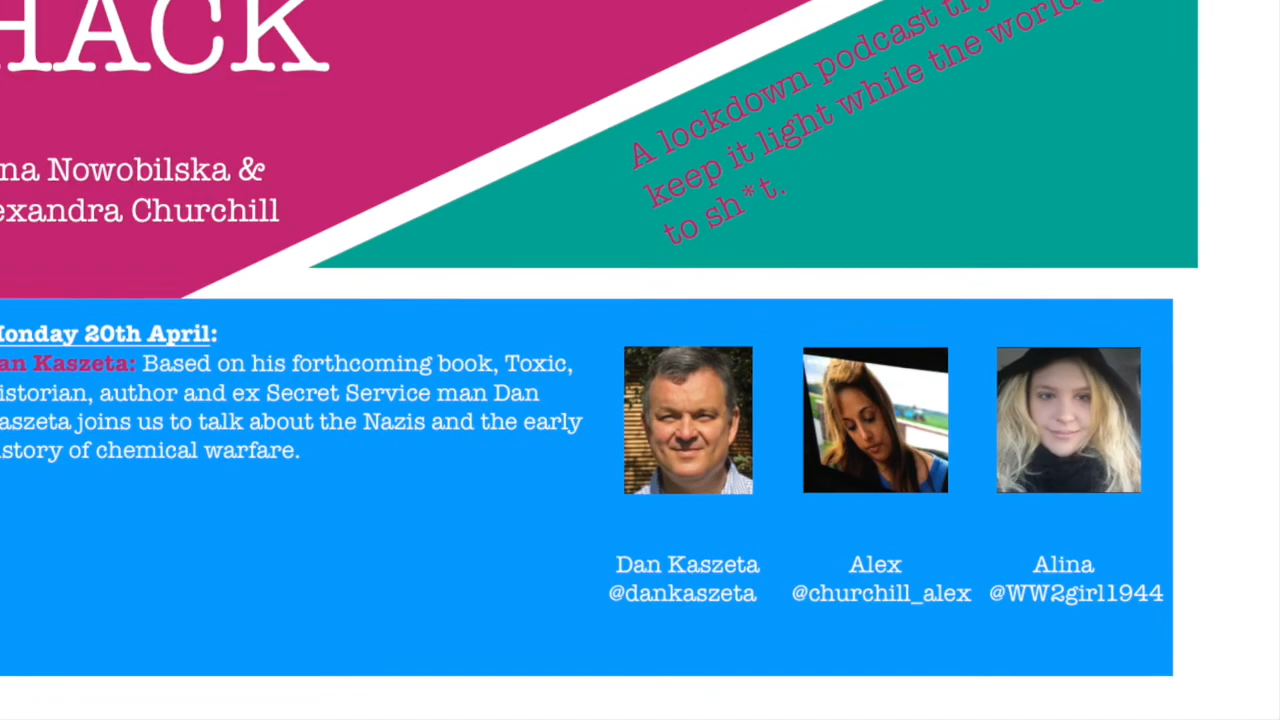 HACK
na Nowobilska &
exandra Churchill
A lockdown podcast try
keep it light while the world
to sh*t.
onday 20th April:
an Kaszeta: Based on his forthcoming book, Toxic,
istorian, author and ex Secret Service man Dan
aszeta joins us to talk about the Nazis and the early
story of chemical warfare.
Dan Kaszeta
@dankaszeta
Alex
@churchill_alex
Alina
@WW2girl1944